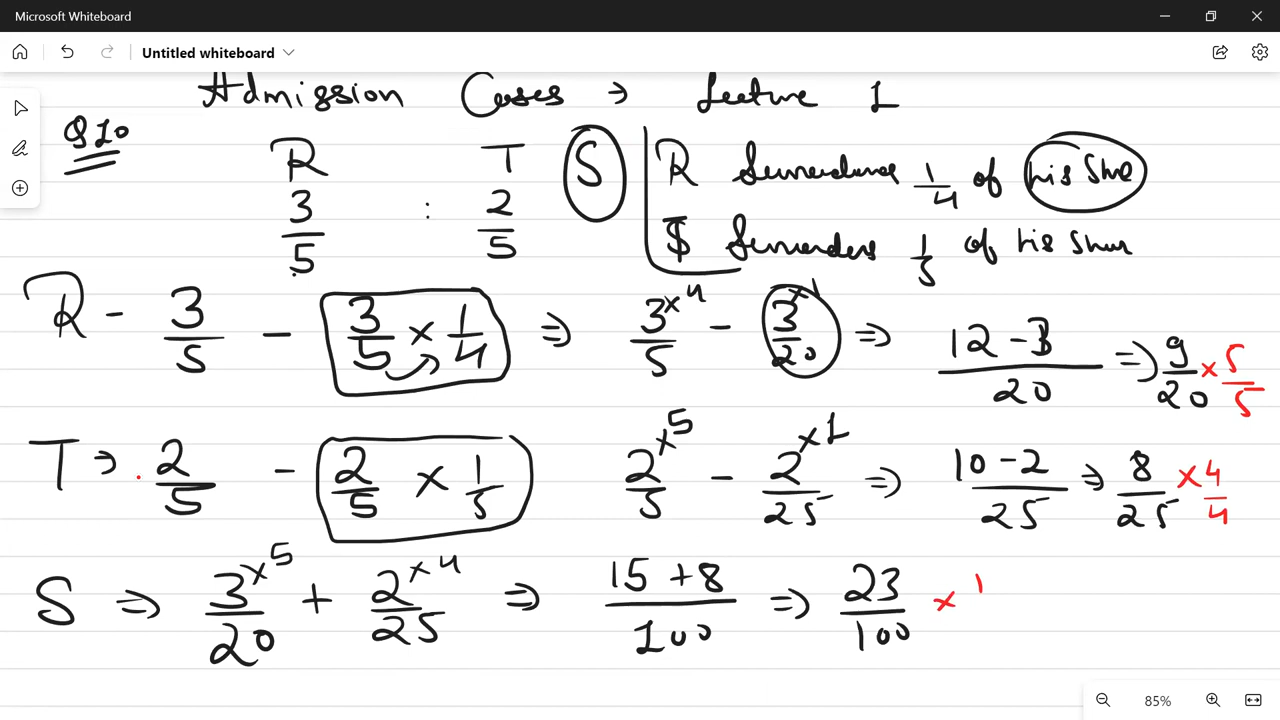 Microsoft Whiteboard
Untitled whiteboard
Admission Cases → Lecture 1
Q10
R T S
3/5 : 2/5
R Surrenders 1/4 of his Share
$ Surrenders 1/5 of his Share
R - 3/5 - 3/5 × 1/4 ⇒ 3×4/5 - 3×1/20 ⇒ 12-3/20 ⇒ 9/20 × 5/5
T → 2/5 - 2/5 × 1/5 2×5/5 - 2×1/25 ⇒ 10-2/25 ⇒ 8/25 × 4/4
S ⇒ 3×5/20 + 2×4/25 ⇒ 15+8/100 ⇒ 23/100 × 1
85%